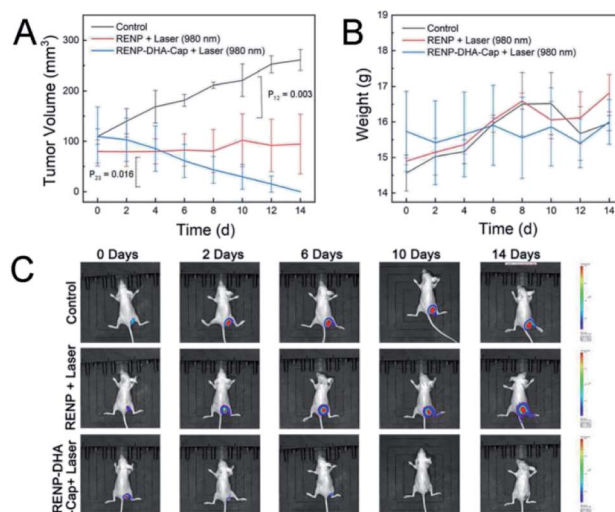 A
Control
RENP + Laser (980 nm)
RENP-DHA-Cap + Laser (980 nm)
Tumor Volume (mm³)
300
200
100
0
P₁₂ = 0.003
P₂₃ = 0.016
0 2 4 6 8 10 12 14
Time (d)
B
Control
RENP + Laser (980 nm)
RENP-DHA-Cap + Laser (980 nm)
Weight (g)
19
18
17
16
15
14
13
0 2 4 6 8 10 12 14
Time (d)
C
0 Days 2 Days 6 Days 10 Days 14 Days
Control
RENP + Laser
RENP-DHA
-Cap+ Laser